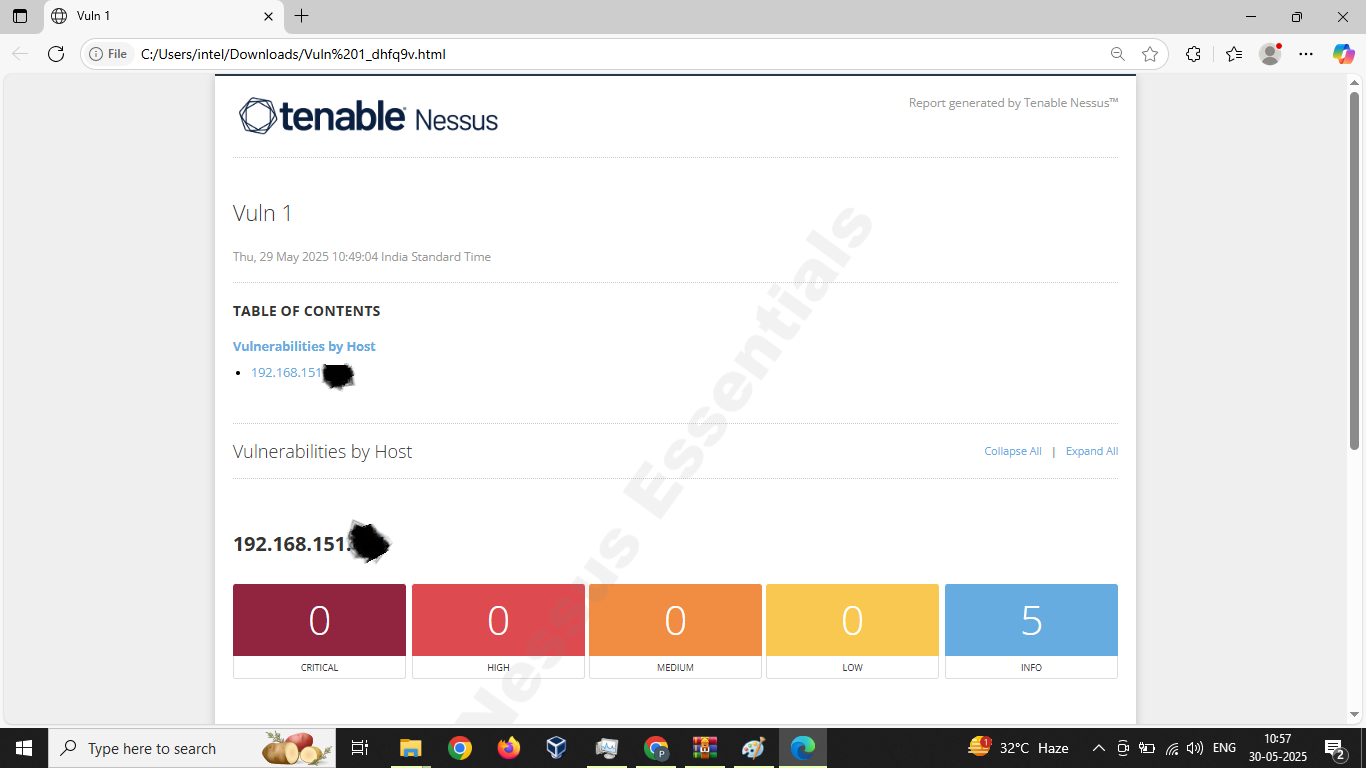 Vuln 1
File
C:/Users/intel/Downloads/Vuln%201_dhfq9v.html
tenable Nessus
Report generated by Tenable Nessus™
Vuln 1
Thu, 29 May 2025 10:49:04 India Standard Time
TABLE OF CONTENTS
Vulnerabilities by Host
• 192.168.151
Vulnerabilities by Host
Collapse All | Expand All
192.168.151.
0 0 0 0 5
CRITICAL HIGH MEDIUM LOW INFO
Nessus Essentials
Type here to search
32°C Haze
ENG
10:57
30-05-2025
2